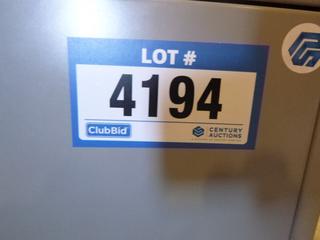 LOT #
4194
ClubBid
CENTURY
AUCTIONS